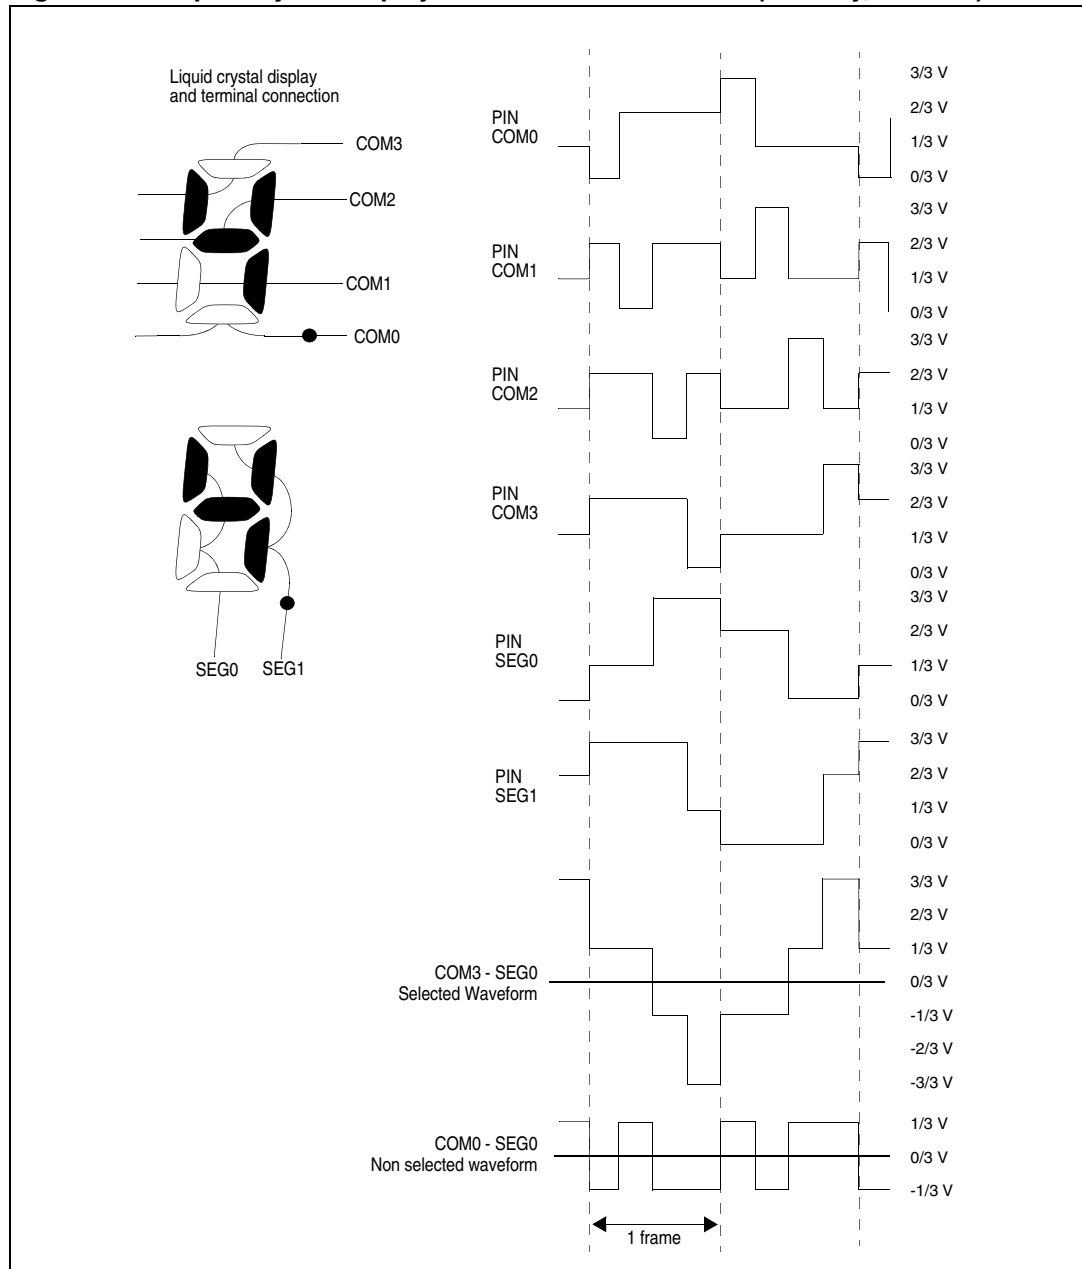 Liquid crystal display
and terminal connection
COM3
COM2
COM1
COM0
SEG0
SEG1
PIN
COM0
3/3 V
2/3 V
1/3 V
0/3 V
PIN
COM1
3/3 V
2/3 V
1/3 V
0/3 V
PIN
COM2
3/3 V
2/3 V
1/3 V
0/3 V
PIN
COM3
3/3 V
2/3 V
1/3 V
0/3 V
PIN
SEG0
3/3 V
2/3 V
1/3 V
0/3 V
PIN
SEG1
3/3 V
2/3 V
1/3 V
0/3 V
COM3 - SEG0
Selected Waveform
3/3 V
2/3 V
1/3 V
0/3 V
-1/3 V
-2/3 V
-3/3 V
COM0 - SEG0
Non selected waveform
1/3 V
0/3 V
-1/3 V
1 frame